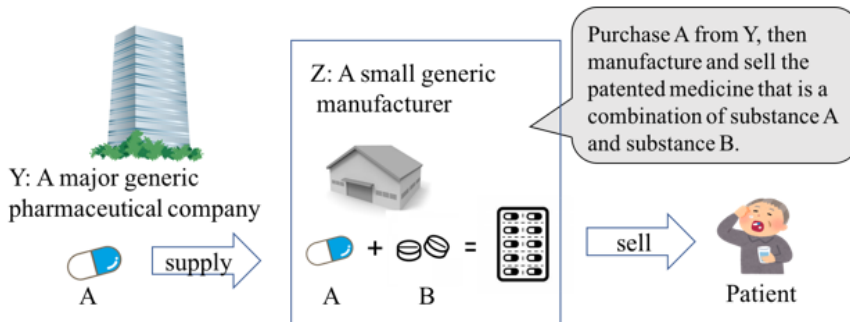 Purchase A from Y, then
manufacture and sell the
patented medicine that is a
combination of substance A
and substance B.
Z: A small generic
manufacturer
Y: A major generic
pharmaceutical company
supply
A
+
=
A
B
sell
Patient